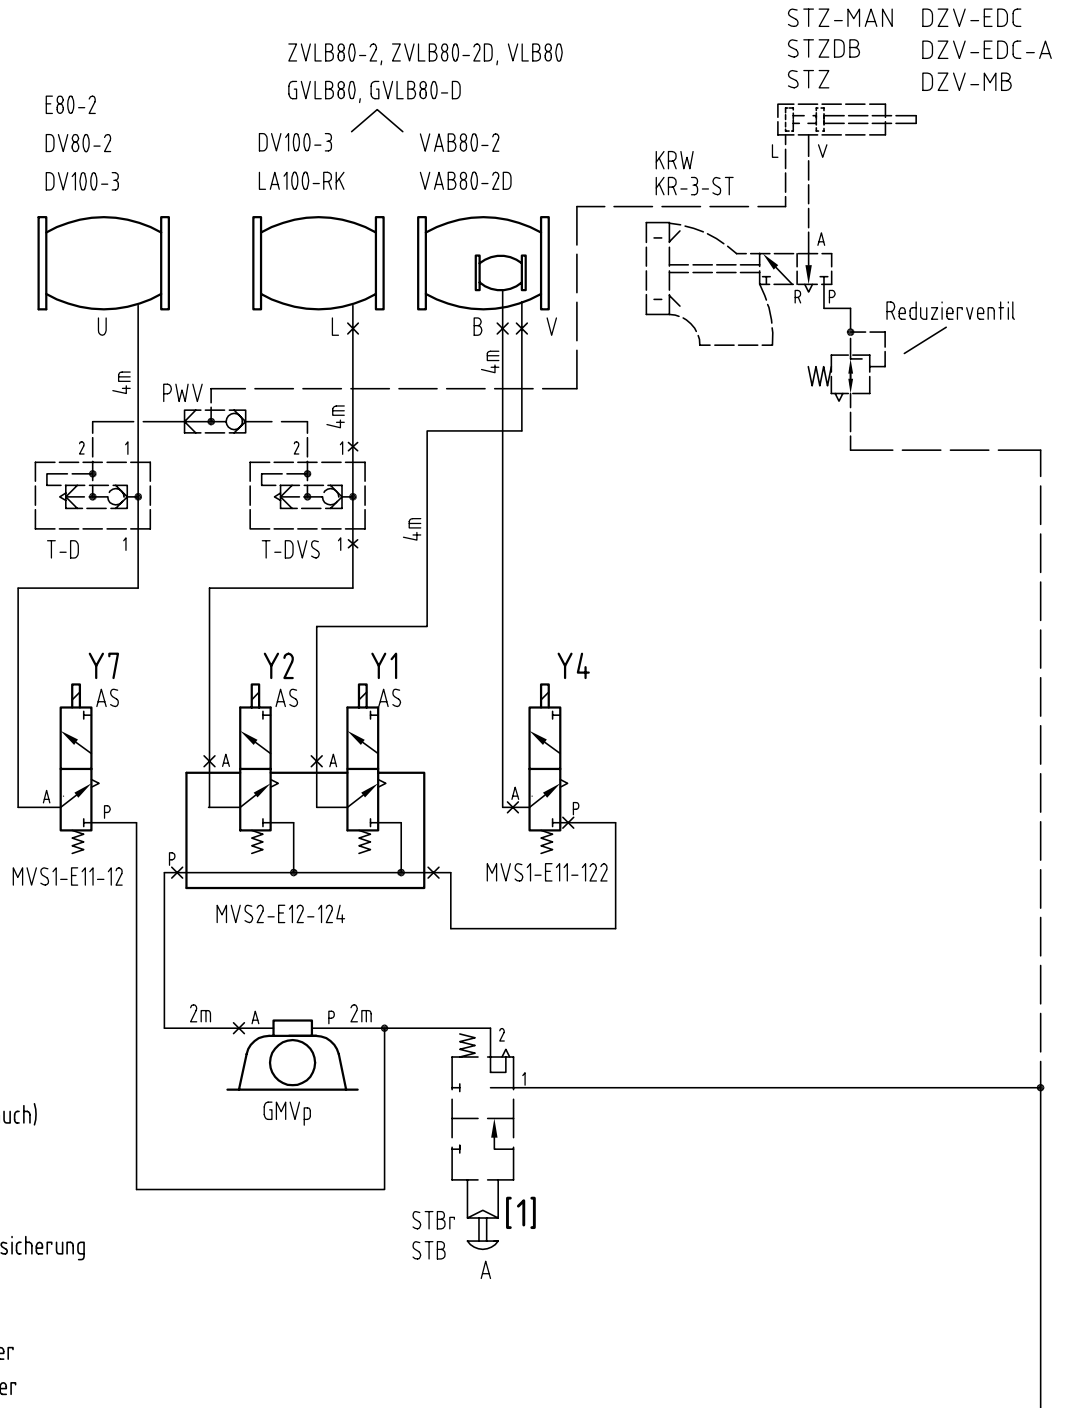 STZ-MAN DZV-EDC
STZDB DZV-EDC-A
STZ DZV-MB
ZVLB80-2, ZVLB80-2D, VLB80
GVLB80, GVLB80-D
E80-2
DV80-2
DV100-3
DV100-3
LA100-RK
VAB80-2
VAB80-2D
L V
KRW
KR-3-ST
A
R P
Reduzierventil
U L B V
4m
4m
4m
PWV
2 1
2 1
T-D 1
T-DVS 1
4m
Y7 Y2 Y1 Y4
AS AS AS
A A
A P
A P
P
MVS1-E11-12
MVS1-E11-122
MVS2-E12-124
2m A P 2m
2
1
GMVp
uch)
STBr [1]
STB
A
sicherung
er
er